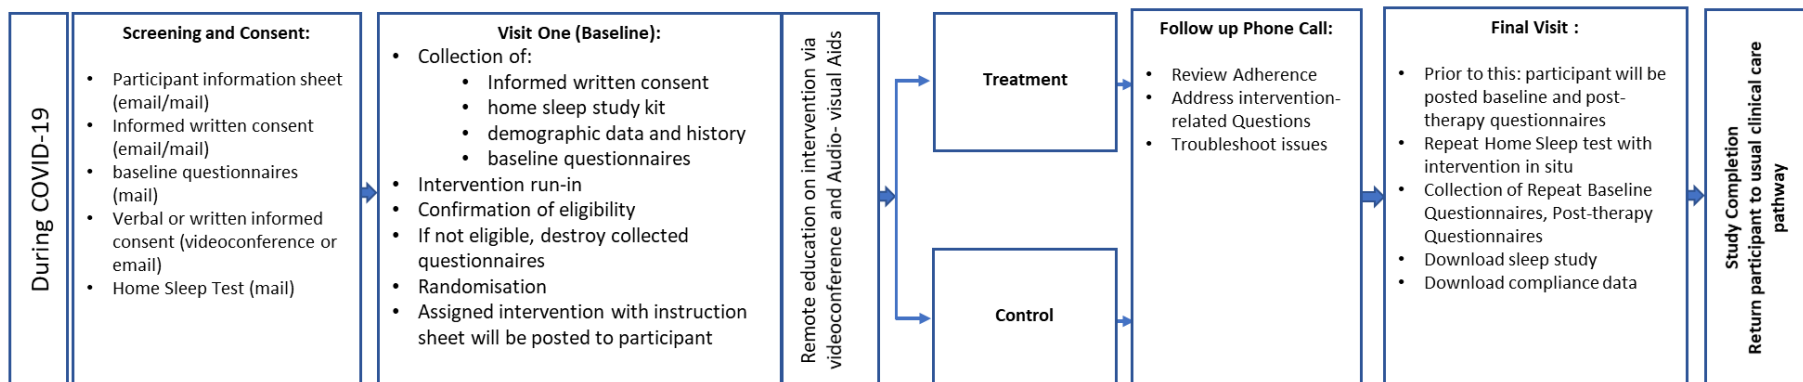 During COVID-19
Screening and Consent:
• Participant information sheet
(email/mail)
• Informed written consent
(email/mail)
• baseline questionnaires
(mail)
• Verbal or written informed
consent (videoconference or
email)
• Home Sleep Test (mail)
Visit One (Baseline):
• Collection of:
• Informed written consent
• home sleep study kit
• demographic data and history
• baseline questionnaires
• Intervention run-in
• Confirmation of eligibility
• If not eligible, destroy collected
questionnaires
• Randomisation
• Assigned intervention with instruction
sheet will be posted to participant
Remote education on intervention via
videoconference and Audio- visual Aids
Treatment
Control
Follow up Phone Call:
• Review Adherence
• Address intervention-
related Questions
• Troubleshoot issues
Final Visit :
• Prior to this: participant will be
posted baseline and post-
therapy questionnaires
• Repeat Home Sleep test with
intervention in situ
• Collection of Repeat Baseline
Questionnaires, Post-therapy
Questionnaires
• Download sleep study
• Download compliance data
Study Completion
Return participant to usual clinical care
pathway